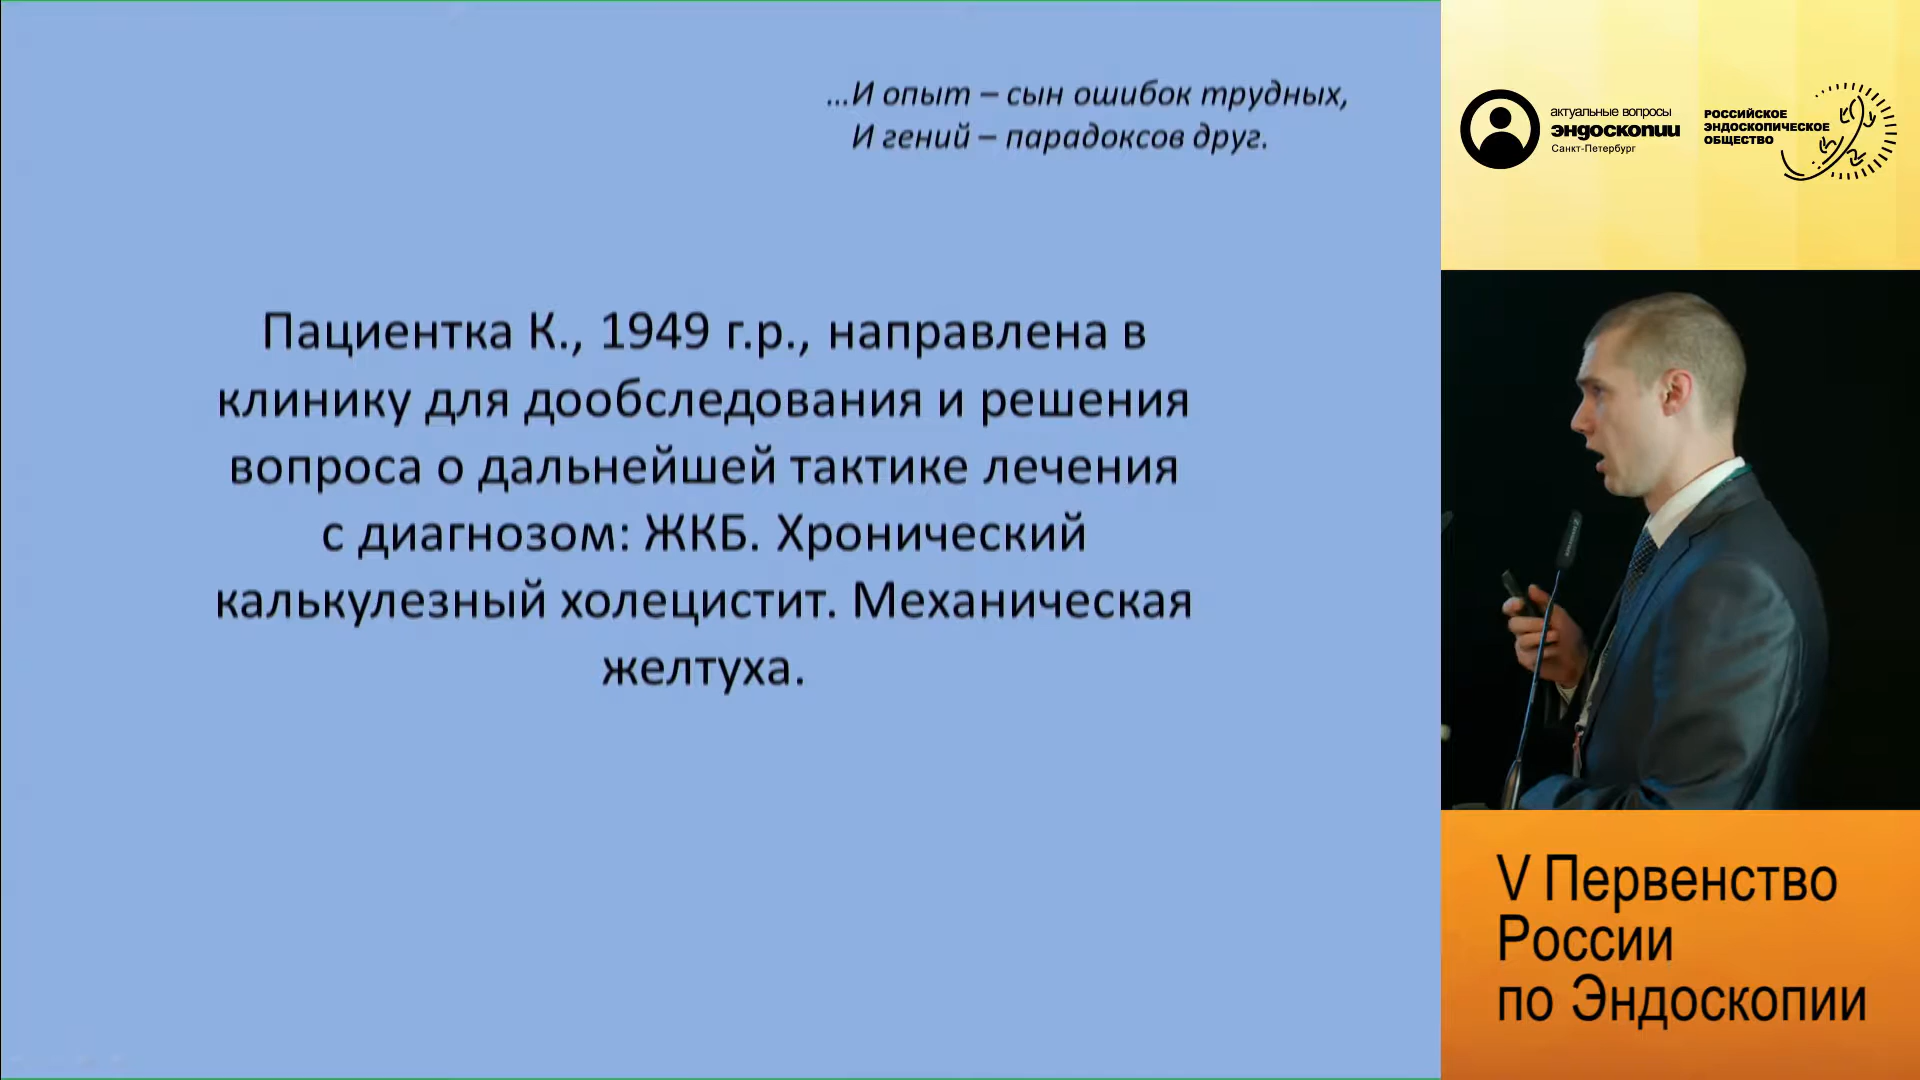 …И опыт – сын ошибок трудных,
И гений – парадоксов друг.
Пациентка К., 1949 г.р., направлена в
клинику для дообследования и решения
вопроса о дальнейшей тактике лечения
с диагнозом: ЖКБ. Хронический
калькулезный холецистит. Механическая
желтуха.
актуальные вопросы
эндоскопии
Санкт-Петербург
РОССИЙСКОЕ
ЭНДОСКОПИЧЕСКОЕ
ОБЩЕСТВО
V Первенство
России
по Эндоскопии